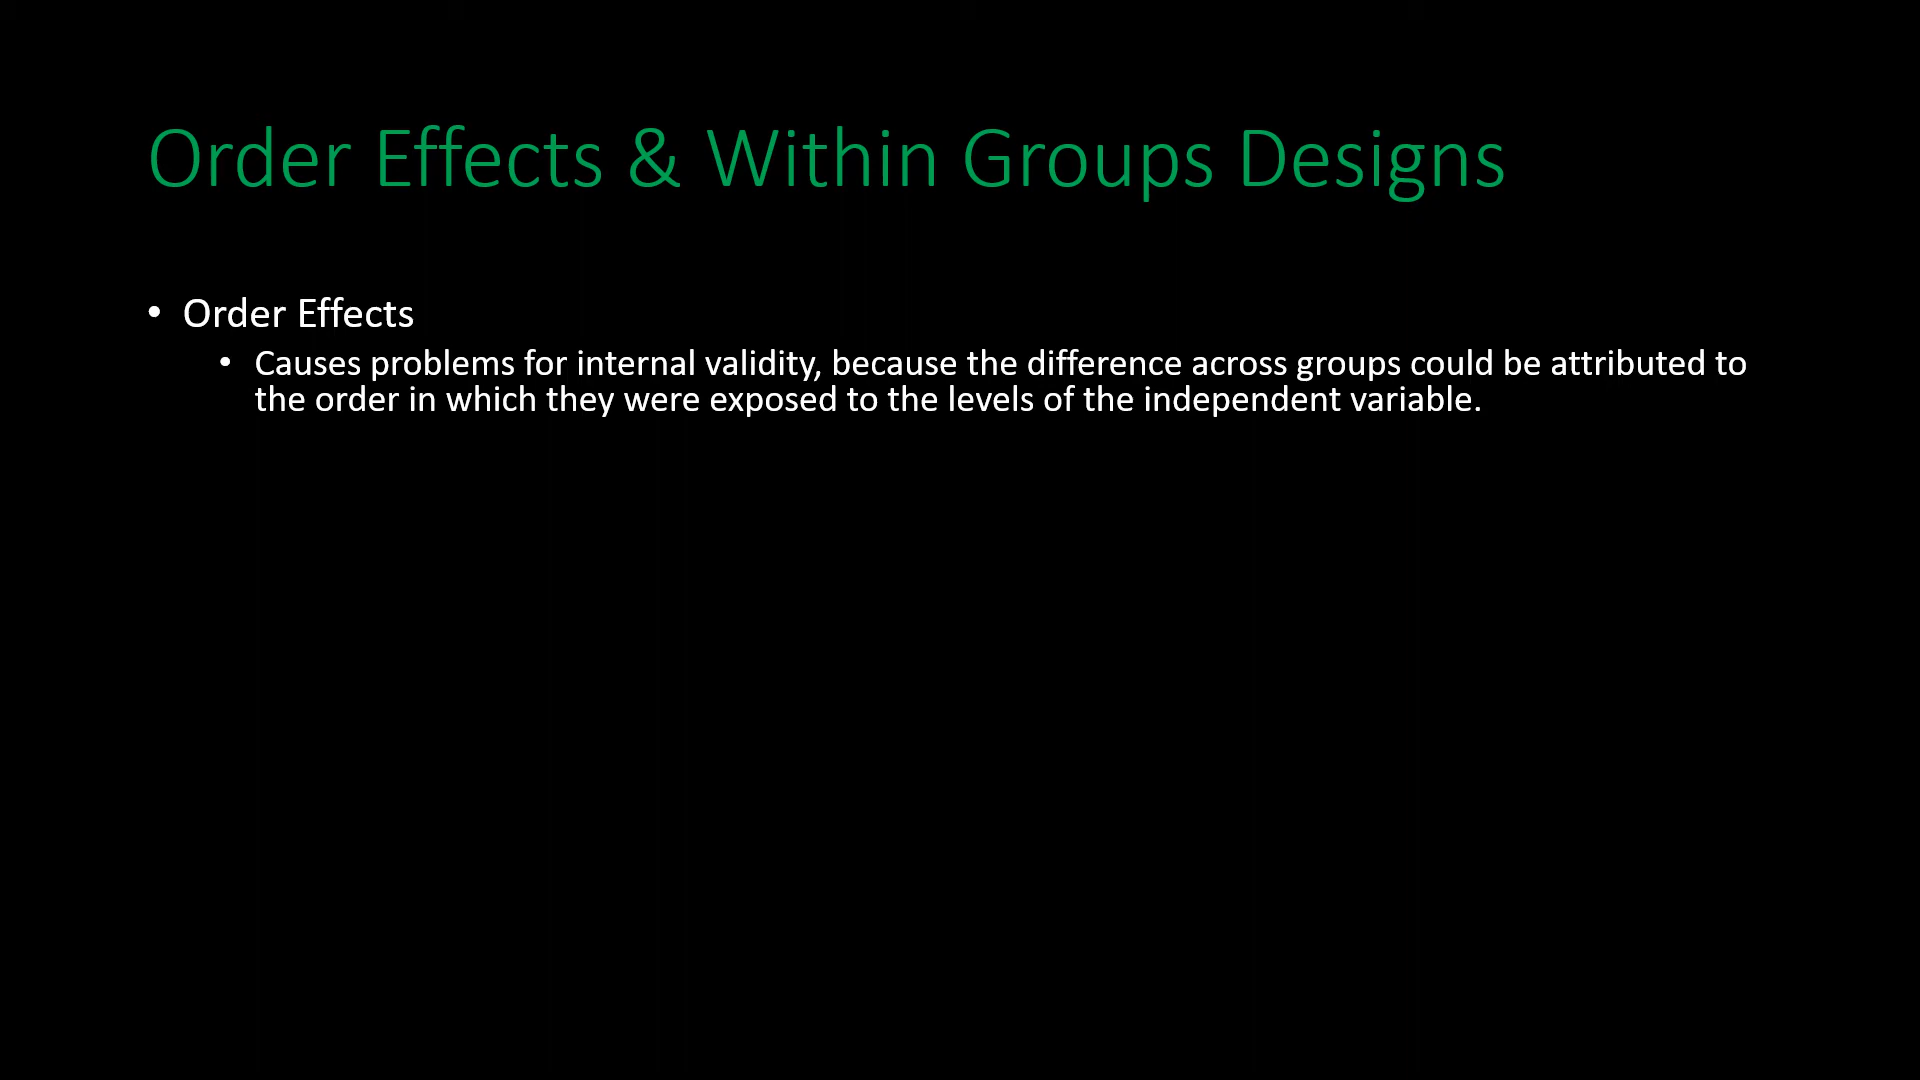 Order Effects & Within Groups Designs
• Order Effects
• Causes problems for internal validity, because the difference across groups could be attributed to
the order in which they were exposed to the levels of the independent variable.